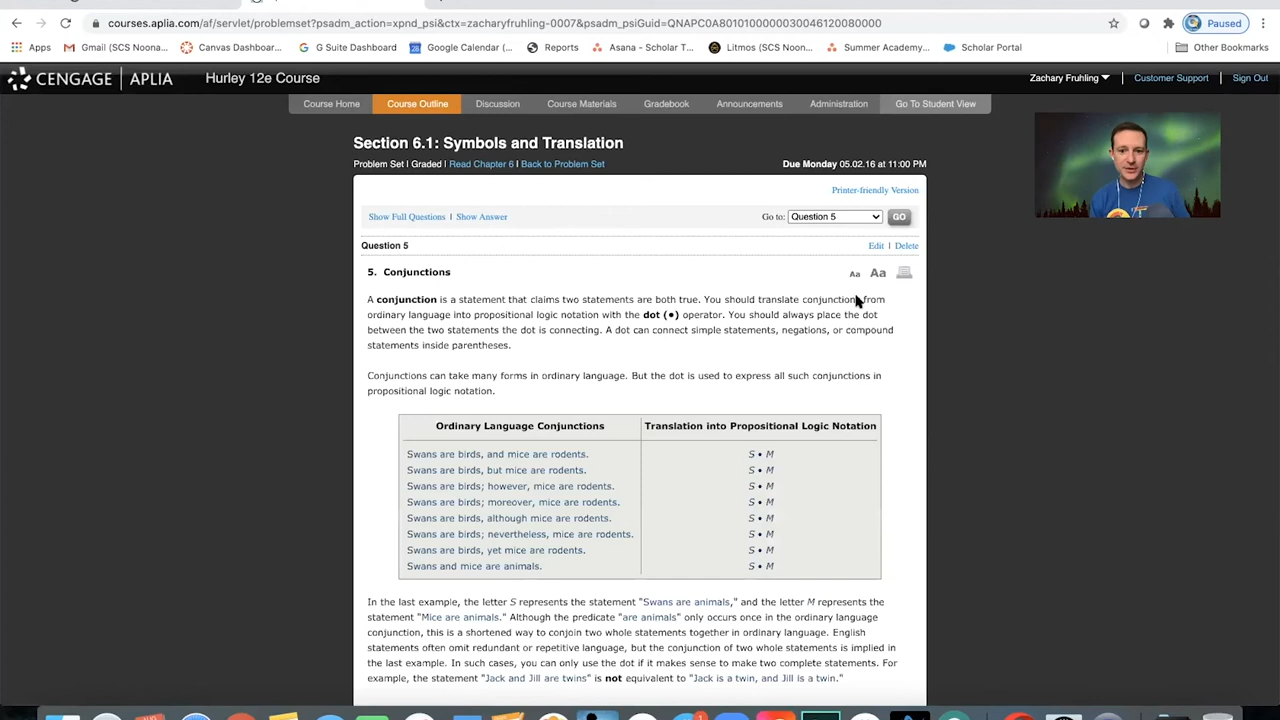 courses.aplia.com/af/servlet/problemset?psadm_action=xpnd_psi&ctx=zacharyfruhling-0007&psadm_psiGuid=QNAPC0A8010100000030046120080000
Paused
Apps
Gmail (SCS Noona...
Canvas Dashboar...
G Suite Dashboard
Google Calendar (...
Reports
Asana - Scholar T...
Litmos (SCS Noona...
Summer Academy...
Scholar Portal
Other Bookmarks
CENGAGE | APLIA
Hurley 12e Course
Zachary Fruhling
Customer Support
Sign Out
Course Home
Course Outline
Discussion
Course Materials
Gradebook
Announcements
Administration
Go To Student View
Section 6.1: Symbols and Translation
Problem Set | Graded | Read Chapter 6 | Back to Problem Set
Due Monday 05.02.16 at 11:00 PM
Printer-friendly Version
Show Full Questions | Show Answer
Go to: Question 5 GO
Question 5
Edit | Delete
5. Conjunctions
Aa Aa
A conjunction is a statement that claims two statements are both true. You should translate conjunctions from
ordinary language into propositional logic notation with the dot (•) operator. You should always place the dot
between the two statements the dot is connecting. A dot can connect simple statements, negations, or compound
statements inside parentheses.
Conjunctions can take many forms in ordinary language. But the dot is used to express all such conjunctions in
propositional logic notation.
Ordinary Language Conjunctions Translation into Propositional Logic Notation
Swans are birds, and mice are rodents. S • M
Swans are birds, but mice are rodents. S • M
Swans are birds; however, mice are rodents. S • M
Swans are birds; moreover, mice are rodents. S • M
Swans are birds, although mice are rodents. S • M
Swans are birds; nevertheless, mice are rodents. S • M
Swans are birds, yet mice are rodents. S • M
Swans and mice are animals. S • M
In the last example, the letter S represents the statement "Swans are animals," and the letter M represents the
statement "Mice are animals." Although the predicate "are animals" only occurs once in the ordinary language
conjunction, this is a shortened way to conjoin two whole statements together in ordinary language. English
statements often omit redundant or repetitive language, but the conjunction of two whole statements is implied in
the last example. In such cases, you can only use the dot if it makes sense to make two complete statements. For
example, the statement "Jack and Jill are twins" is not equivalent to "Jack is a twin, and Jill is a twin."